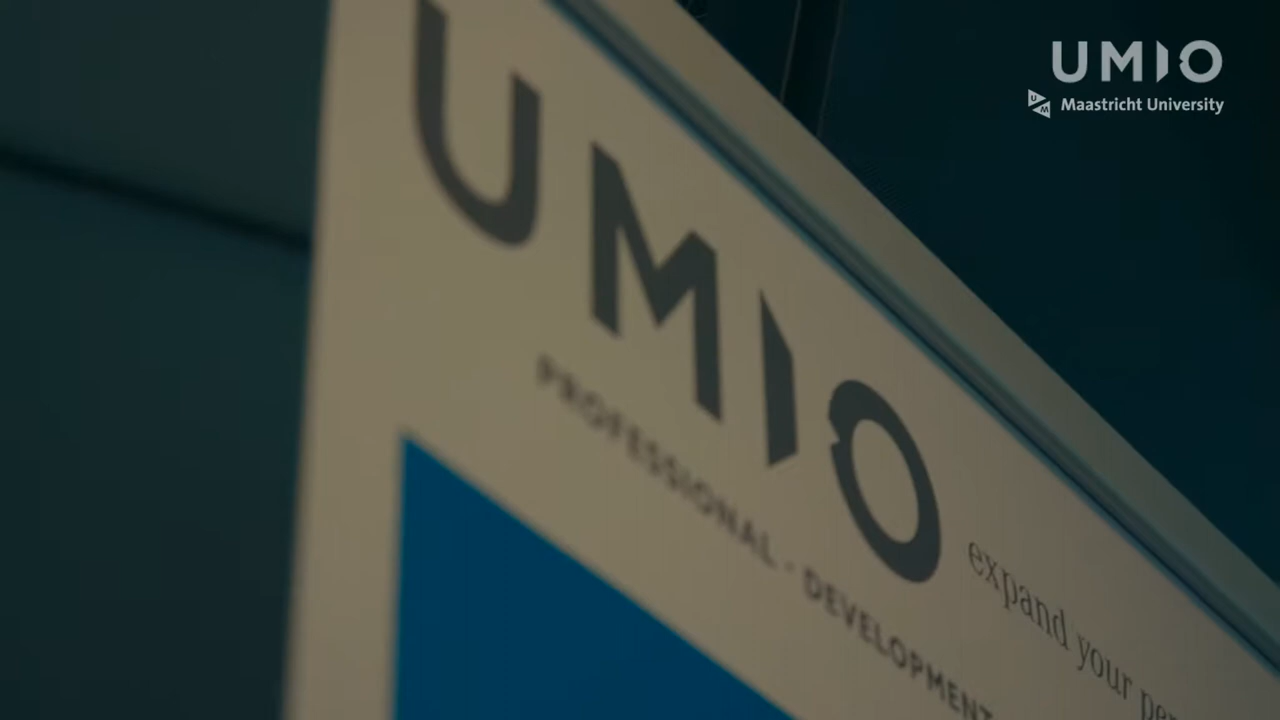 UMIO
Maastricht University
UMIO
PROFESSIONAL · DEVELOPMENT
expand your